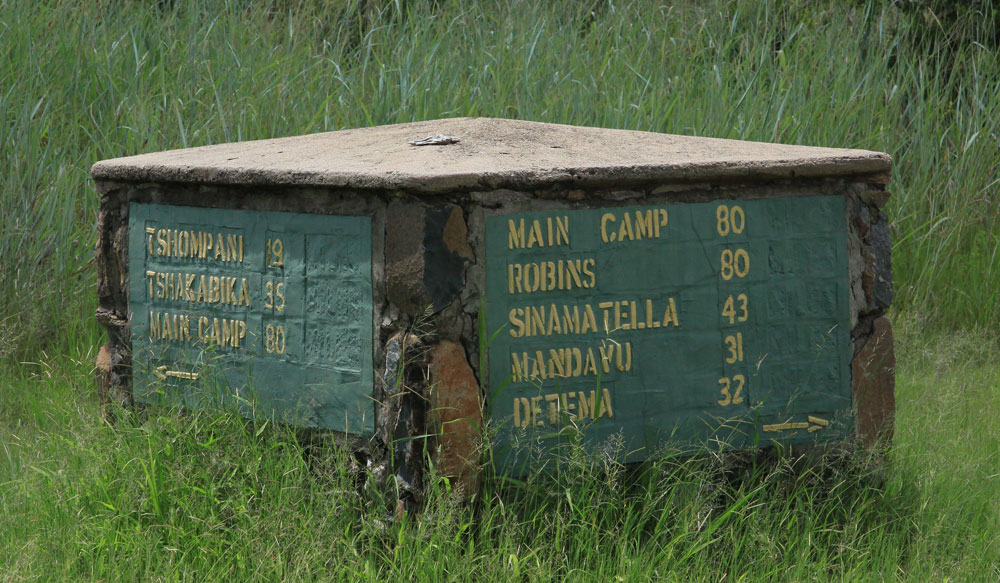 TSHOMPANI 19
TSHAKABIKA 35
MAIN CAMP 80
MAIN CAMP 80
ROBINS 80
SINAMATELLA 43
MANDAVU 31
DETEMA 32